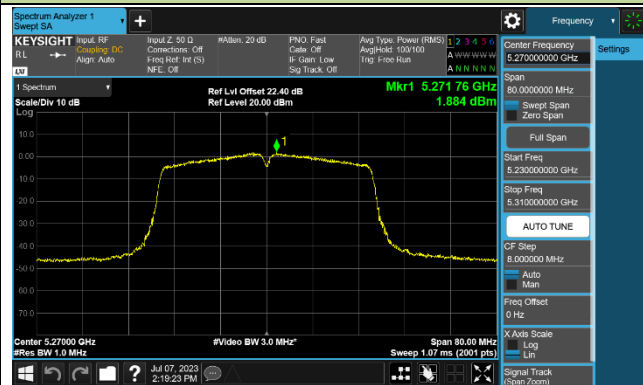 Spectrum Analyzer 1
Swept SA
+
Frequency
KEYSIGHT
RL
LXI
Input: RF
Coupling: DC
Align: Auto
Input Z: 50 Ω
Corrections: Off
Freq Ref: Int (S)
NFE: Off
#Atten: 20 dB
PNO: Fast
Gate: Off
IF Gain: Low
Sig Track: Off
Avg Type: Power (RMS)
Avg|Hold: 100/100
Trig: Free Run
1 2 3 4 5 6
A W W W W W
A N N N N N
1 Spectrum
Scale/Div 10 dB
Log
Ref Lvl Offset 22.40 dB
Ref Level 20.00 dBm
Mkr1 5.271 76 GHz
1.884 dBm
1
10.0
0.00
-10.0
-20.0
-30.0
-40.0
-50.0
-60.0
-70.0
Center 5.27000 GHz
#Res BW 1.0 MHz
#Video BW 3.0 MHz*
Span 80.00 MHz
Sweep 1.07 ms (2001 pts)
Center Frequency
5.270000000 GHz
Settings
Span
80.0000000 MHz
Swept Span
Zero Span
Full Span
Start Freq
5.230000000 GHz
Stop Freq
5.310000000 GHz
AUTO TUNE
CF Step
8.000000 MHz
Auto
Man
Freq Offset
0 Hz
X Axis Scale
Log
Lin
Signal Track
(Span Zoom)
?
Jul 07, 2023
2:19:23 PM